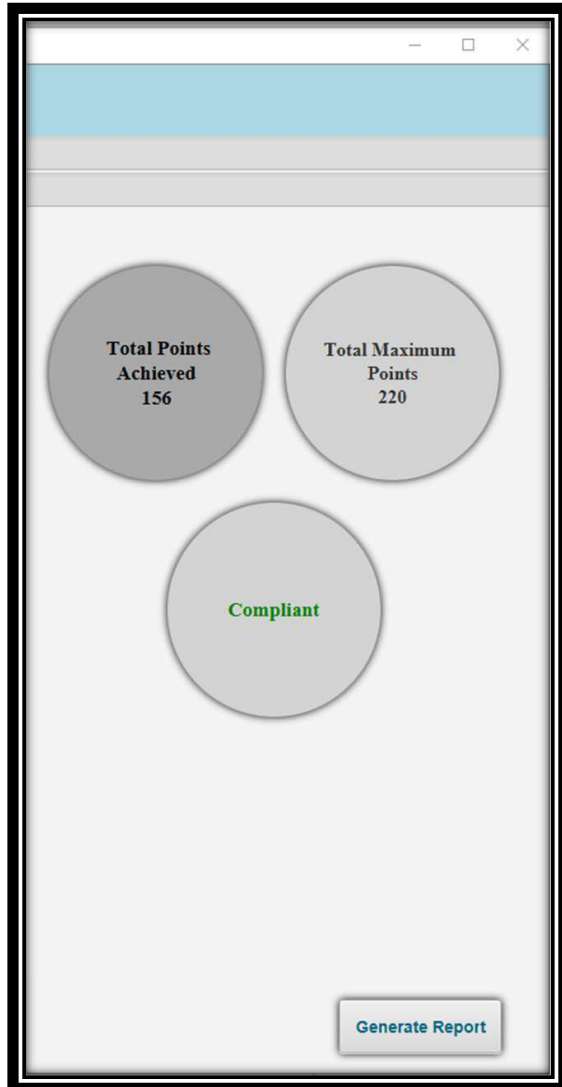 Total Points
Achieved
156
Total Maximum
Points
220
Compliant
Generate Report